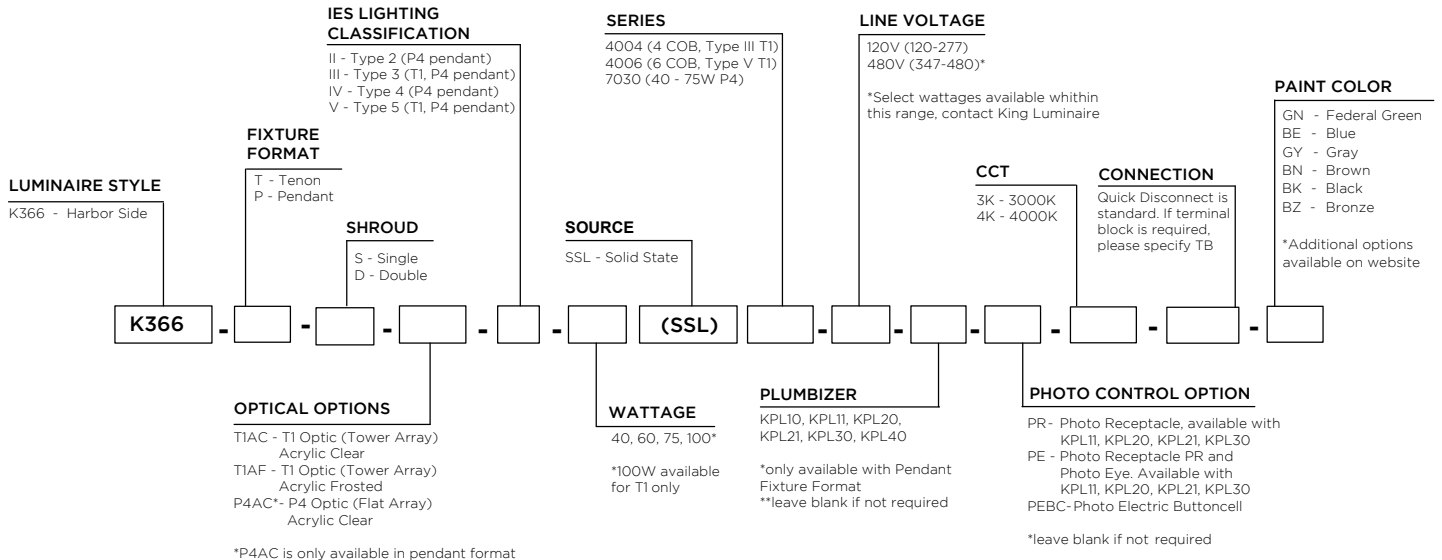 IES LIGHTING
CLASSIFICATION
II - Type 2 (P4 pendant)
III - Type 3 (T1, P4 pendant)
IV - Type 4 (P4 pendant)
V - Type 5 (T1, P4 pendant)
SERIES
4004 (4 COB, Type III T1)
4006 (6 COB, Type V T1)
7030 (40 - 75W P4)
LINE VOLTAGE
120V (120-277)
480V (347-480)*
*Select wattages available whithin
this range, contact King Luminaire
PAINT COLOR
GN - Federal Green
BE - Blue
GY - Gray
BN - Brown
BK - Black
BZ - Bronze
*Additional options
available on website
FIXTURE
FORMAT
T - Tenon
P - Pendant
LUMINAIRE STYLE
K366 - Harbor Side
SHROUD
S - Single
D - Double
SOURCE
SSL - Solid State
CCT
3K - 3000K
4K - 4000K
CONNECTION
Quick Disconnect is
standard. If terminal
block is required,
please specify TB
K366 - - - - - (SSL) - - - - - -
OPTICAL OPTIONS
T1AC - T1 Optic (Tower Array)
Acrylic Clear
T1AF - T1 Optic (Tower Array)
Acrylic Frosted
P4AC*- P4 Optic (Flat Array)
Acrylic Clear
*P4AC is only available in pendant format
WATTAGE
40, 60, 75, 100*
*100W available
for T1 only
PLUMBIZER
KPL10, KPL11, KPL20,
KPL21, KPL30, KPL40
*only available with Pendant
Fixture Format
**leave blank if not required
PHOTO CONTROL OPTION
PR- Photo Receptacle, available with
KPL11, KPL20, KPL21, KPL30
PE - Photo Receptacle PR and
Photo Eye. Available with
KPL11, KPL20, KPL21, KPL30
PEBC-Photo Electric Buttoncell
*leave blank if not required